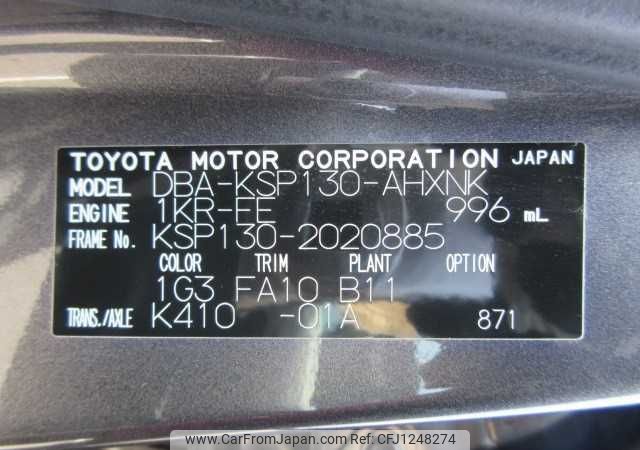 TOYOTA MOTOR CORPORATION JAPAN
MODEL DBA-KSP130-AHXNK
ENGINE 1KR-FE 996 mL
FRAME No. KSP130-2020885
COLOR TRIM PLANT OPTION
1G3 FA10 B11
TRANS./AXLE K410 -01A 871
www.CarFromJapan.com - Ref:CFJ1248274